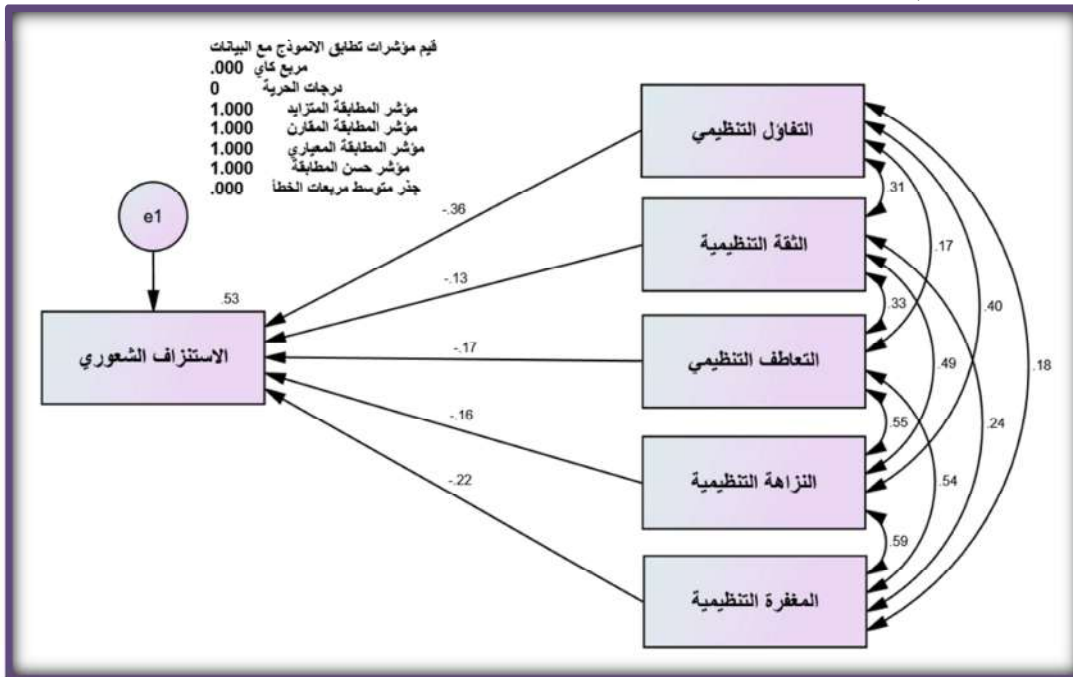 قيم مؤشرات تطابق الانموذج مع البيانات
مربع كاي .000
درجات الحرية 0
مؤشر المطابقة المتزايد 1.000
مؤشر المطابقة المقارن 1.000
مؤشر المطابقة المعياري 1.000
مؤشر حسن المطابقة 1.000
جذر متوسط مربعات الخطأ .000
e1
.53
الاستنزاف الشعوري
-.36
-.13
-.17
-.16
-.22
التفاؤل التنظيمي
الثقة التنظيمية
التعاطف التنظيمي
النزاهة التنظيمية
المغفرة التنظيمية
.31
.17
.33
.40
.49
.18
.55
.24
.54
.59